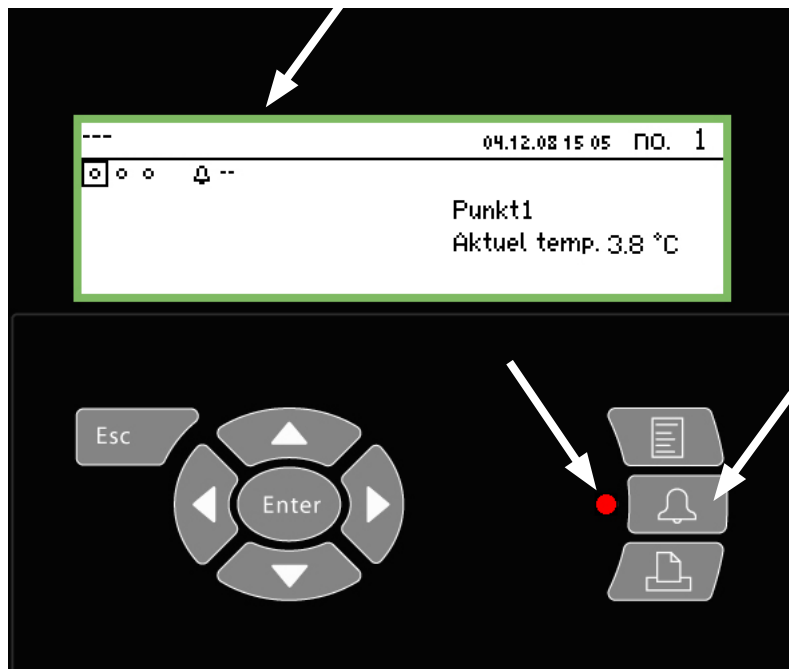 ---
04.12.08 15 05 no. 1
--
Punkt1
Aktuel temp. 3.8 °C
Esc
Enter